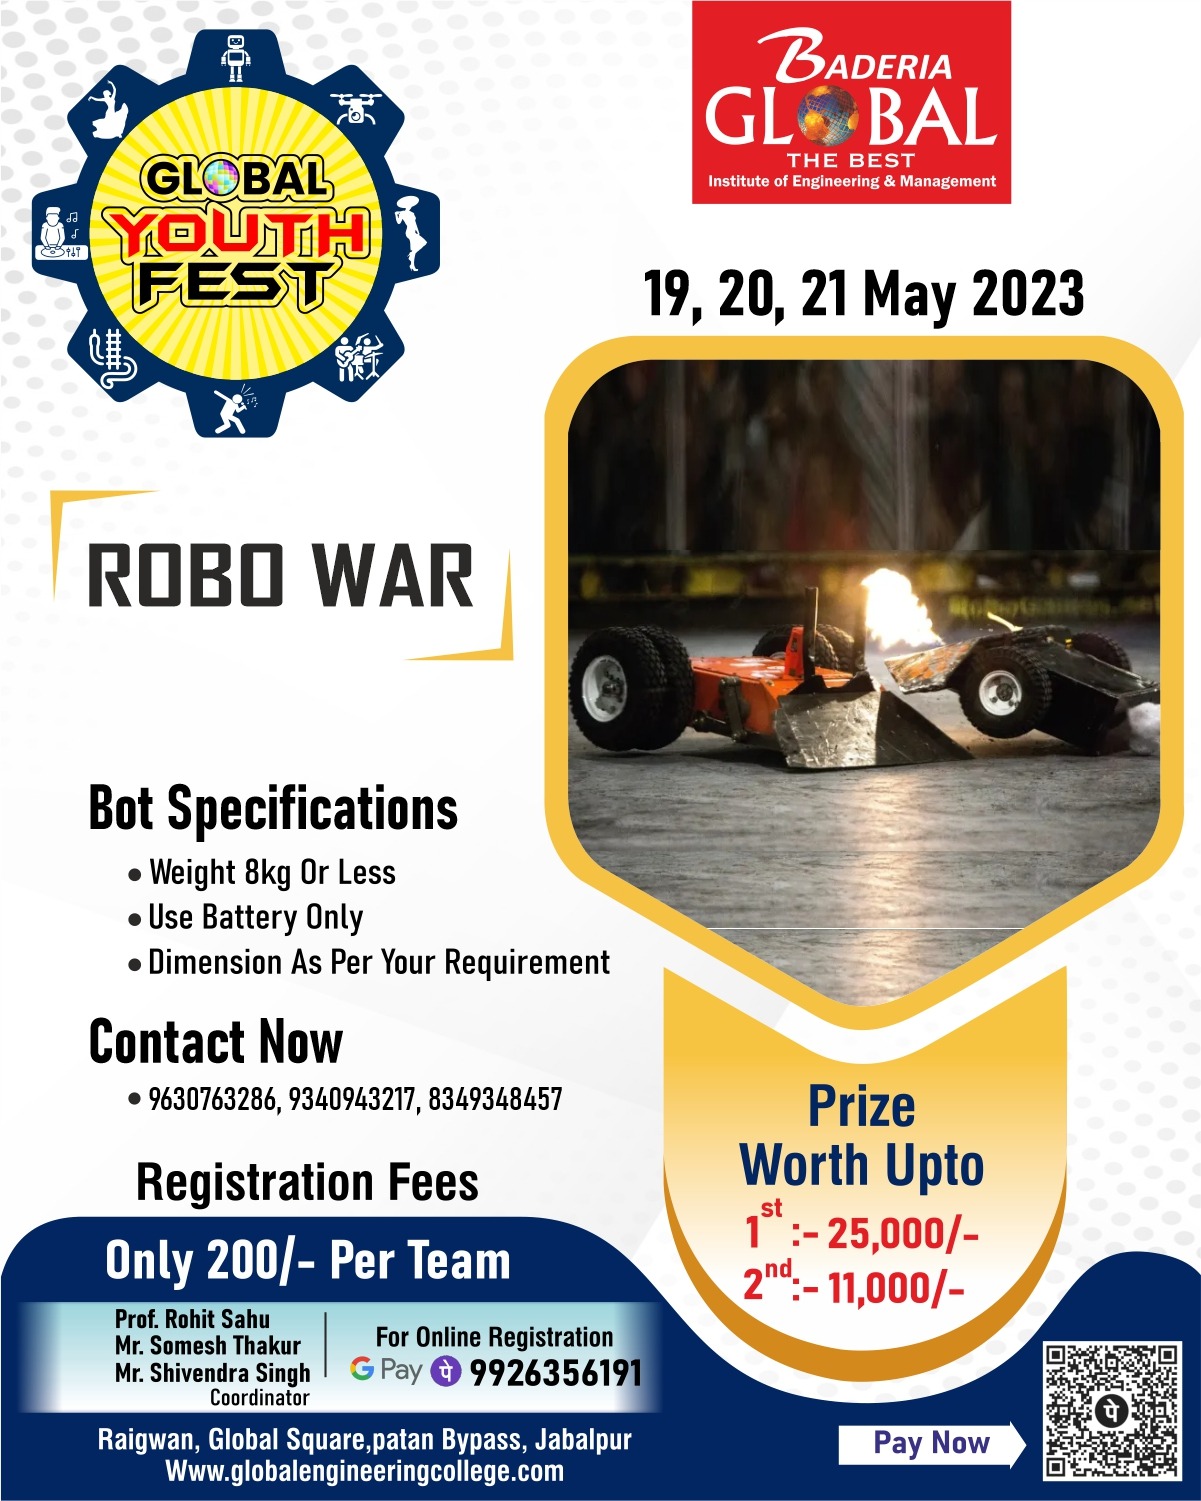 GLOBAL
YOUTH
FEST
BADERIA
GLOBAL
THE BEST
Institute of Engineering & Management
19, 20, 21 May 2023
ROBO WAR
Bot Specifications
• Weight 8kg Or Less
• Use Battery Only
• Dimension As Per Your Requirement
Contact Now
• 9630763286, 9340943217, 8349348457
Registration Fees
Only 200/- Per Team
Prof. Rohit Sahu
Mr. Somesh Thakur
Mr. Shivendra Singh
Coordinator
For Online Registration
G Pay पे 9926356191
Raigwan, Global Square,patan Bypass, Jabalpur
Www.globalengineeringcollege.com
Prize
Worth Upto
1st :- 25,000/-
2nd:- 11,000/-
Pay Now
पे